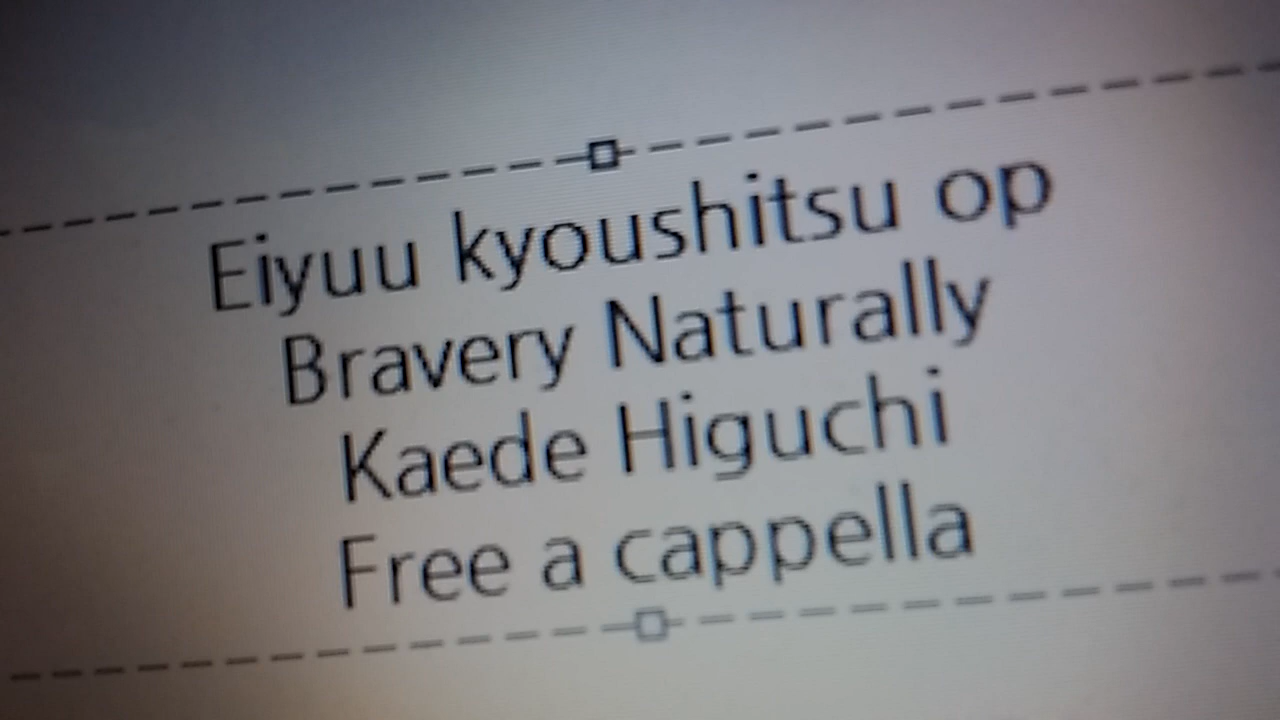 Eiyuu kyoushitsu op
Bravery Naturally
Kaede Higuchi
Free a cappella